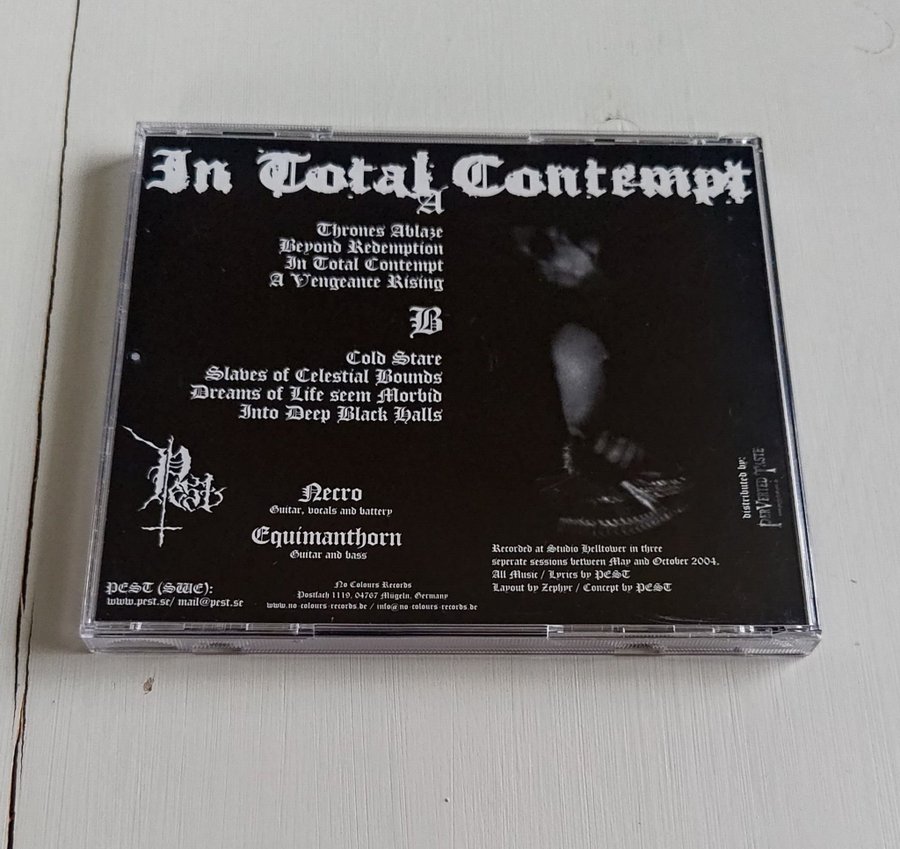 In Total Contempt
A
Thrones Ablaze
Beyond Redemption
In Total Contempt
A Vengeance Rising
B
Cold Stare
Slaves of Celestial Bounds
Dreams of Life seem Morbid
Into Deep Black Halls
Pest
Necro
Guitar, vocals and battery
Equimanthorn
Guitar and bass
PEST (SWE):
www.pest.se/ mail@pest.se
No Colours Records
Postfach 1119, 04767 Mügeln, Germany
www.no-colours-records.de / info@no-colours-records.de
Recorded at Studio Helltower in three
seperate sessions between May and October 2004.
All Music / Lyrics by PEST
Layout by Zephyr / Concept by PEST
distributed by:
PerVerted Taste